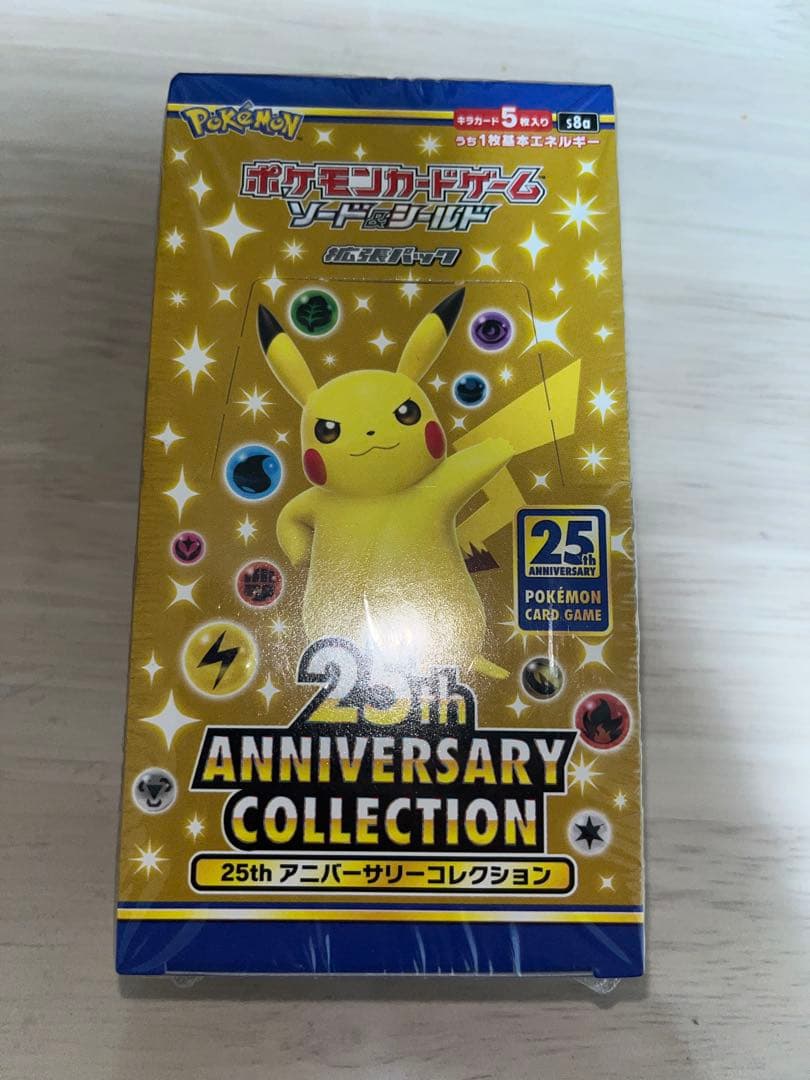 Pokémon
キラカード5枚入り
s8a
うち1枚基本エネルギー
ポケモンカードゲーム
ソード&シールド
拡張パック
25th
ANNIVERSARY
POKÉMON
CARD GAME
25th
ANNIVERSARY
COLLECTION
25th アニバーサリーコレクション